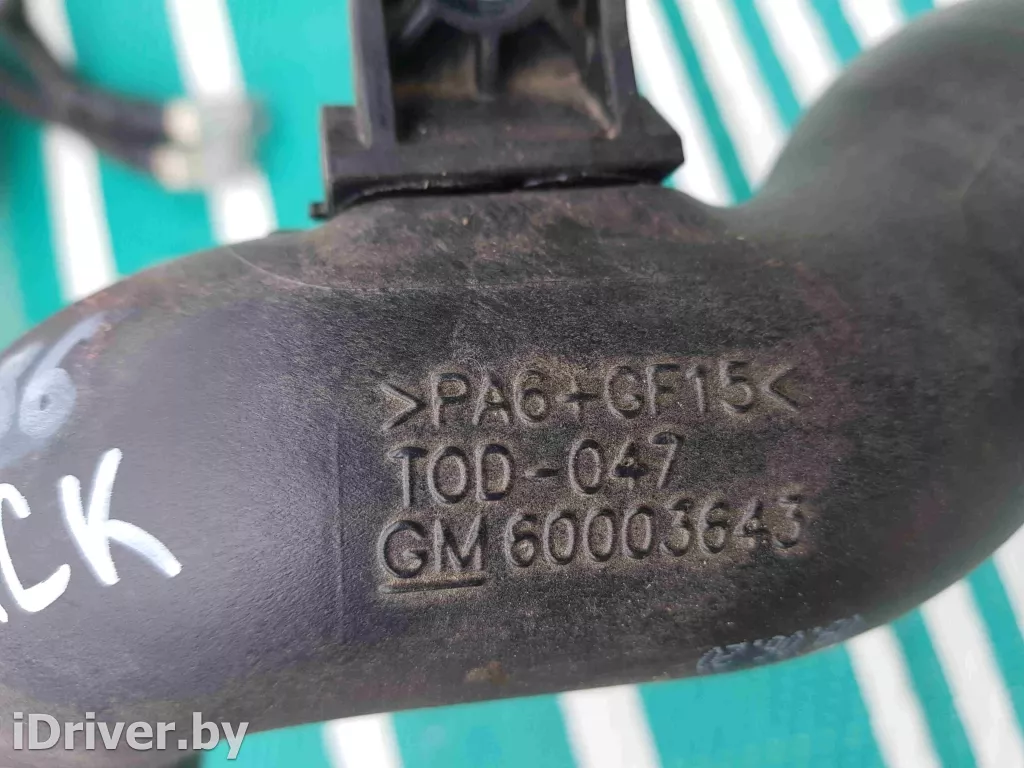 >PA6+GF15<
TOD-047
GM 60003643
iDriver.by